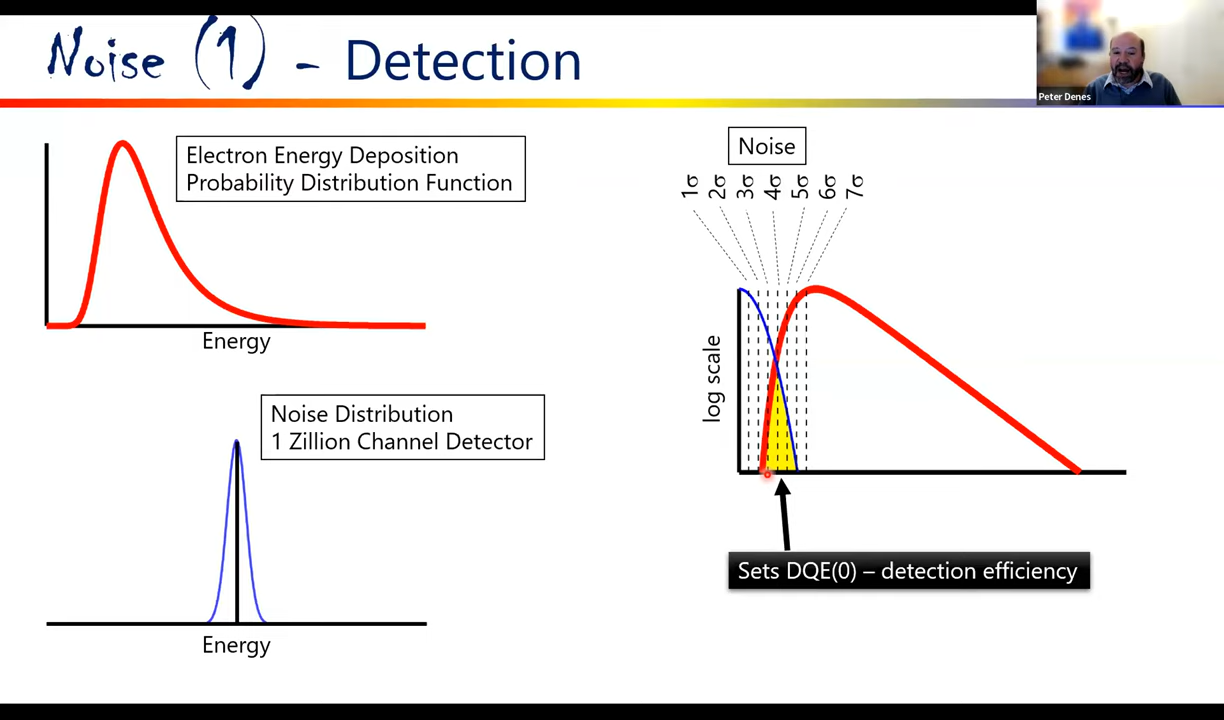 Noise (1) - Detection
Peter Denes
Electron Energy Deposition
Probability Distribution Function
Energy
Noise Distribution
1 Zillion Channel Detector
Energy
Noise
1σ 2σ 3σ 4σ 5σ 6σ 7σ
log scale
Sets DQE(0) – detection efficiency